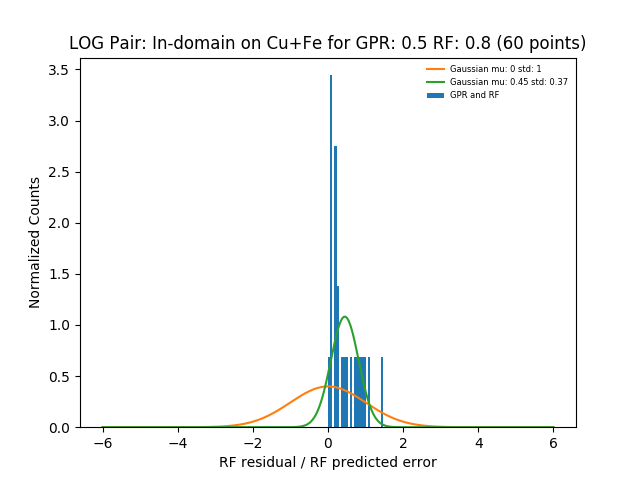 LOG Pair: In-domain on Cu+Fe for GPR: 0.5 RF: 0.8 (60 points)
Gaussian mu: 0 std: 1
Gaussian mu: 0.45 std: 0.37
GPR and RF
Normalized Counts
3.5
3.0
2.5
2.0
1.5
1.0
0.5
0.0
−6 −4 −2 0 2 4 6
RF residual / RF predicted error